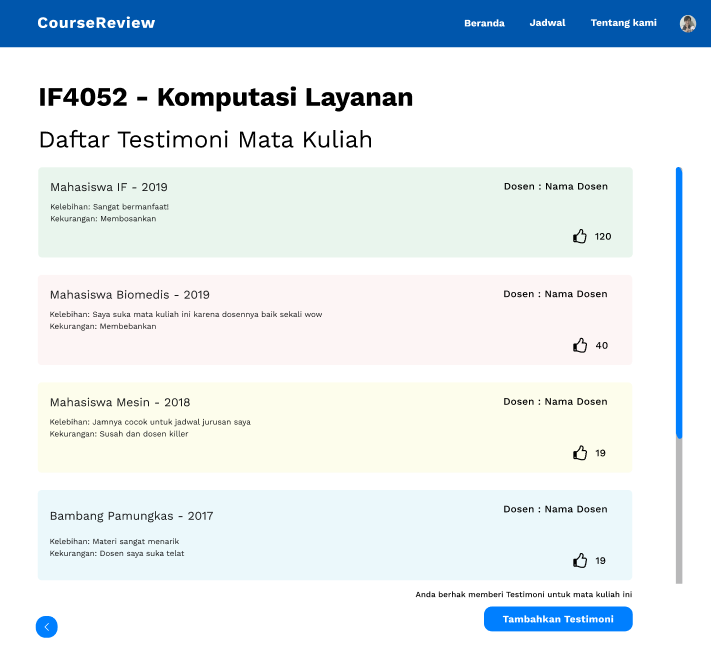 CourseReview
Beranda Jadwal Tentang kami
IF4052 - Komputasi Layanan
Daftar Testimoni Mata Kuliah
Mahasiswa IF - 2019
Dosen : Nama Dosen
Kelebihan: Sangat bermanfaat!
Kekurangan: Membosankan
120
Mahasiswa Biomedis - 2019
Dosen : Nama Dosen
Kelebihan: Saya suka mata kuliah ini karena dosennya baik sekali wow
Kekurangan: Membebankan
40
Mahasiswa Mesin - 2018
Dosen : Nama Dosen
Kelebihan: Jamnya cocok untuk jadwal jurusan saya
Kekurangan: Susah dan dosen killer
19
Bambang Pamungkas - 2017
Dosen : Nama Dosen
Kelebihan: Materi sangat menarik
Kekurangan: Dosen saya suka telat
19
Anda berhak memberi Testimoni untuk mata kuliah ini
Tambahkan Testimoni